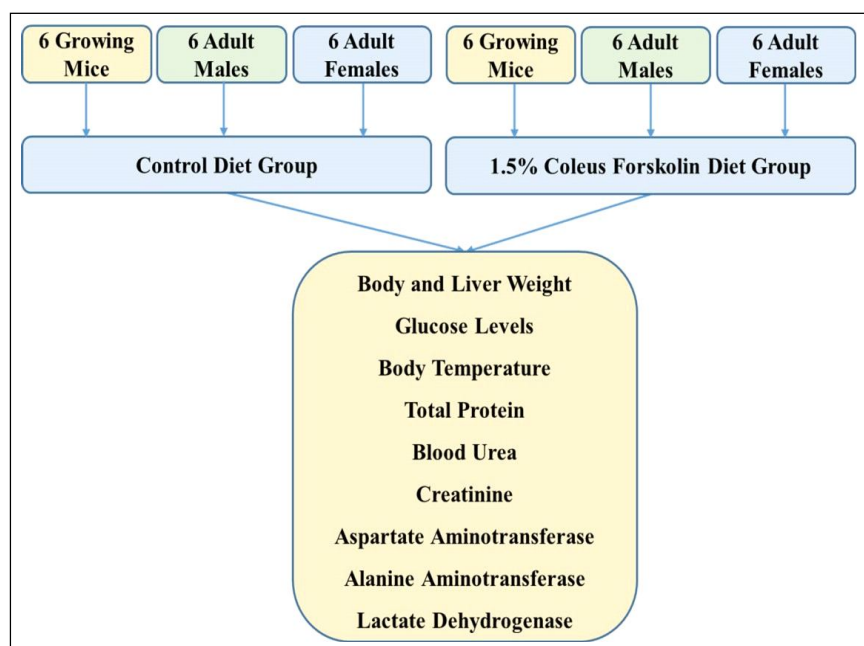 6 Growing
Mice
6 Adult
Males
6 Adult
Females
6 Growing
Mice
6 Adult
Males
6 Adult
Females
Control Diet Group
1.5% Coleus Forskolin Diet Group
Body and Liver Weight
Glucose Levels
Body Temperature
Total Protein
Blood Urea
Creatinine
Aspartate Aminotransferase
Alanine Aminotransferase
Lactate Dehydrogenase